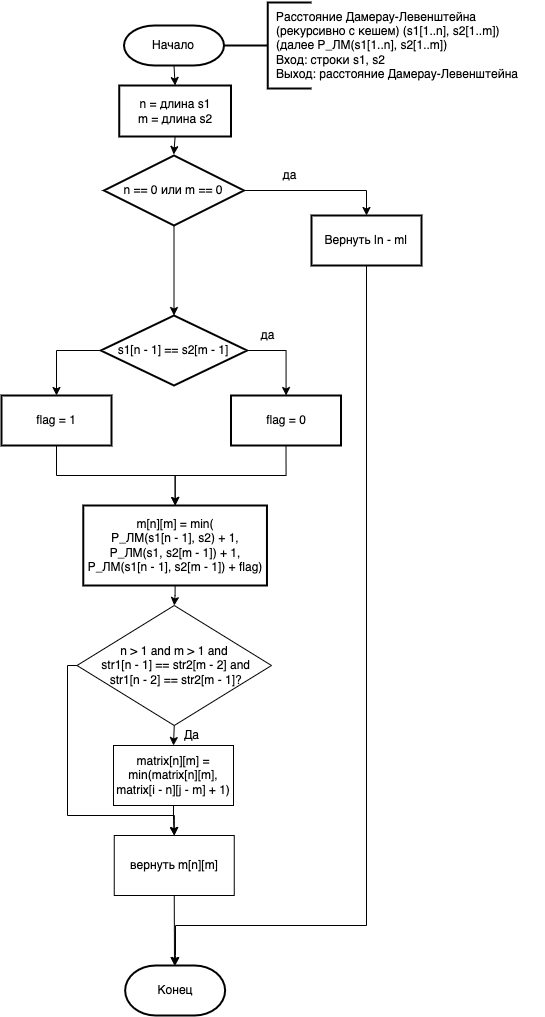 Начало
Расстояние Дамерау-Левенштейна
(рекурсивно с кешем) (s1[1..n], s2[1..m])
(далее Р_ЛМ(s1[1..n], s2[1..m])
Вход: строки s1, s2
Выход: расстояние Дамерау-Левенштейна
n = длина s1
m = длина s2
n == 0 или m == 0
да
Вернуть |n - m|
s1[n - 1] == s2[m - 1]
да
flag = 1
flag = 0
m[n][m] = min(
Р_ЛМ(s1[n - 1], s2) + 1,
Р_ЛМ(s1, s2[m - 1]) + 1,
Р_ЛМ(s1[n - 1], s2[m - 1]) + flag)
n > 1 and m > 1 and
str1[n - 1] == str2[m - 2] and
str1[n - 2] == str2[m - 1]?
Да
matrix[n][m] =
min(matrix[n][m],
matrix[i - n][j - m] + 1)
вернуть m[n][m]
Конец